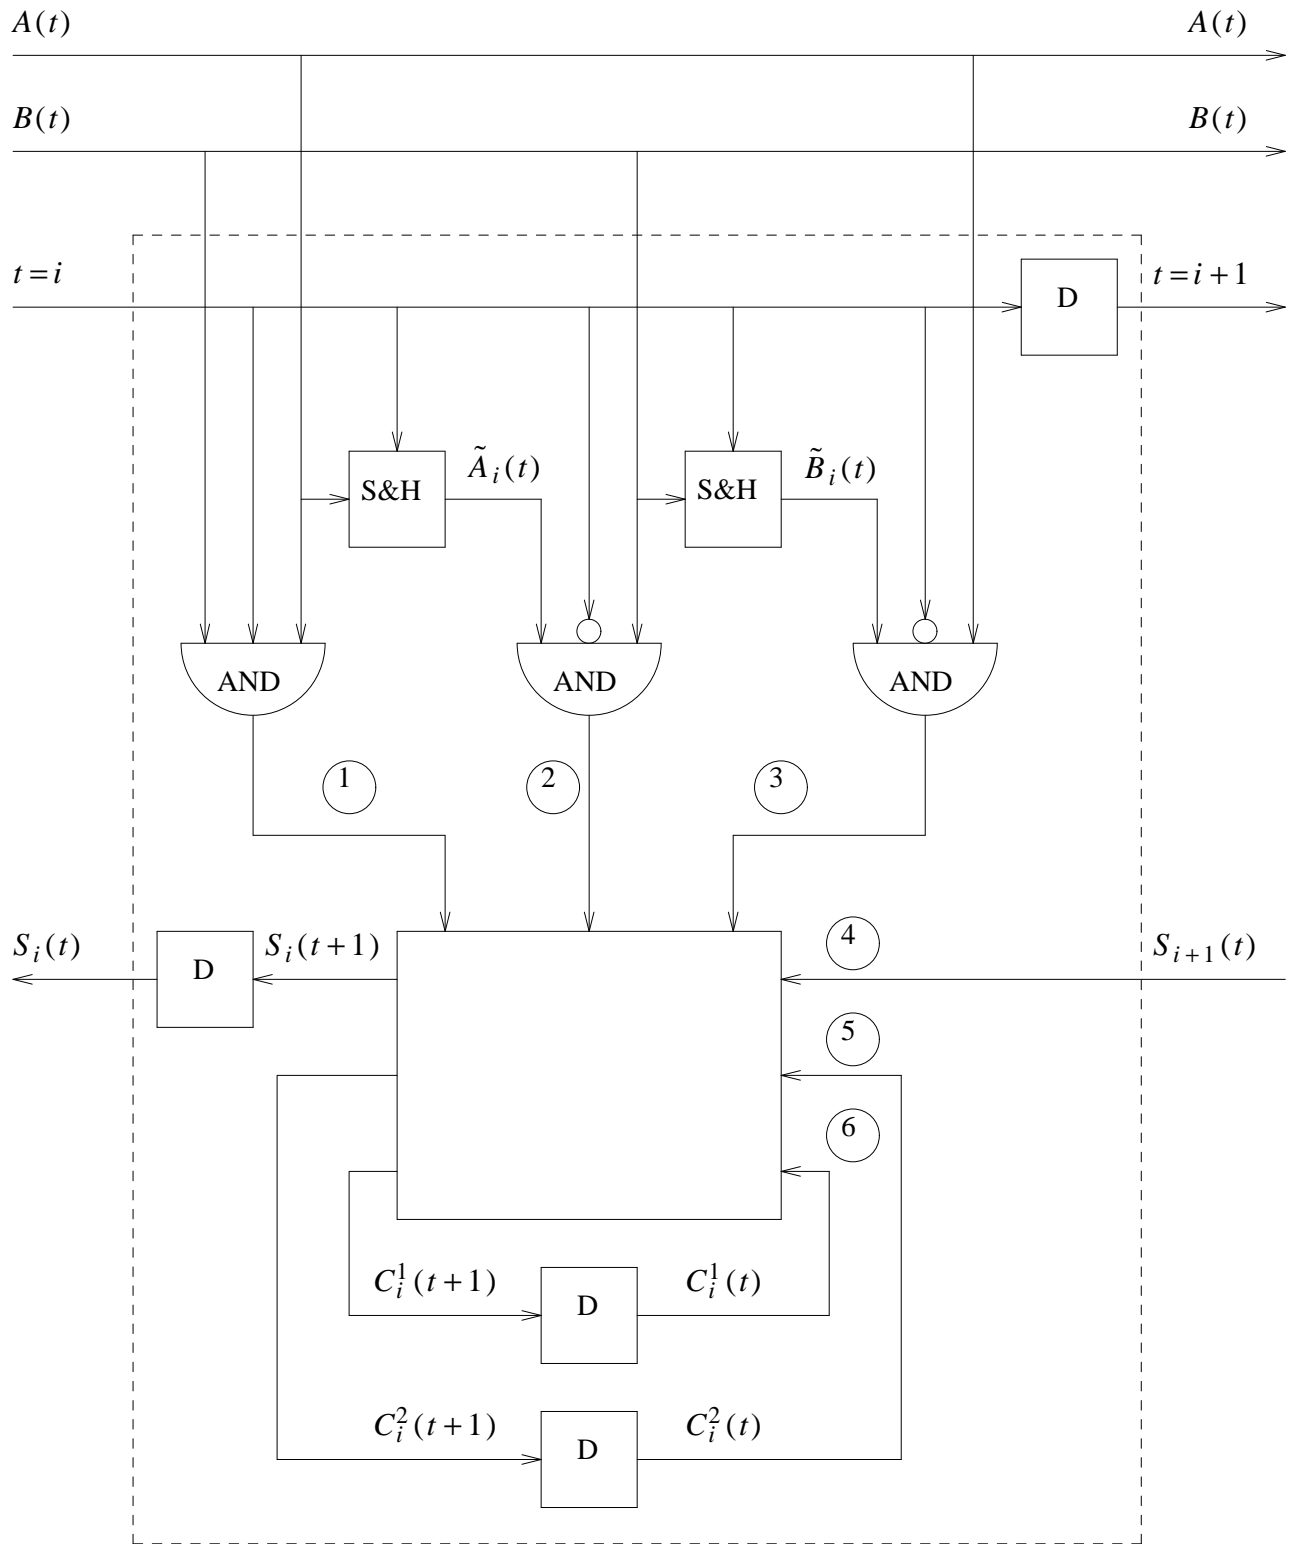 A(t) A(t)
B(t) B(t)
t=i t=i+1
D
S&H Ã_i(t) S&H B̃_i(t)
AND AND AND
1 2 3
S_i(t) D S_i(t+1) 4 S_{i+1}(t)
5
6
C_i^1(t+1) D C_i^1(t)
C_i^2(t+1) D C_i^2(t)